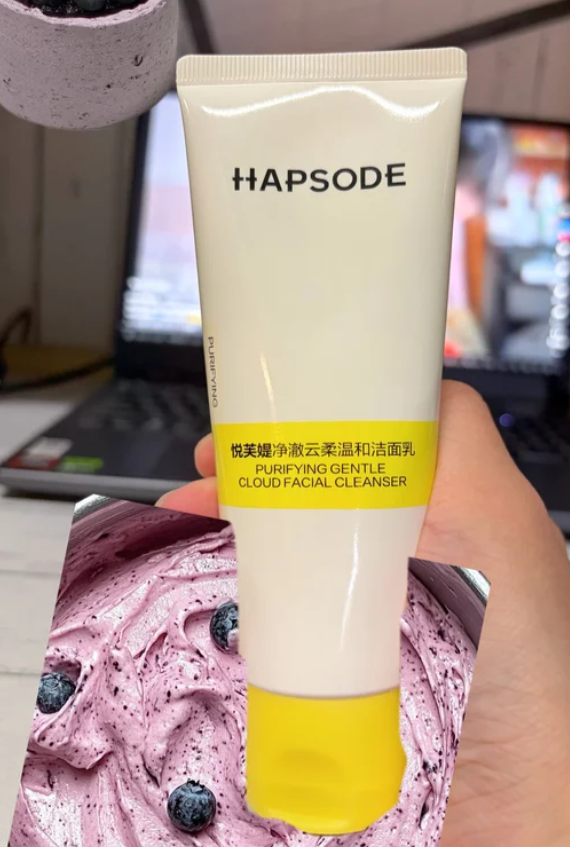 HAPSODE
PURIFYING
悦芙媞净澈云柔温和洁面乳
PURIFYING GENTLE
CLOUD FACIAL CLEANSER